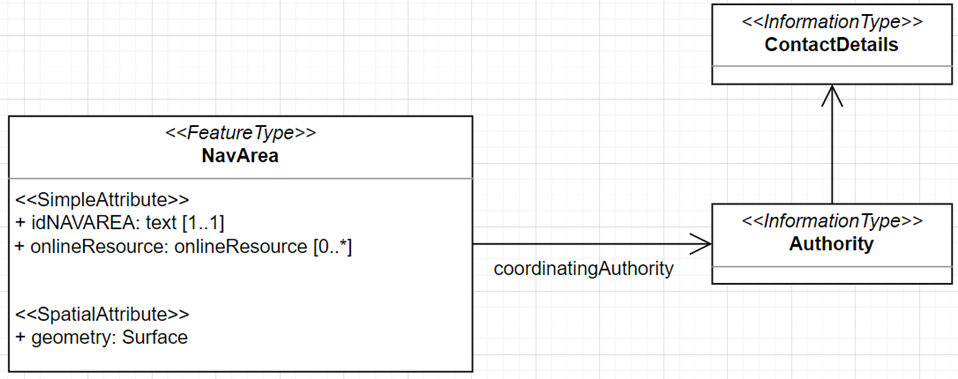 <<InformationType>>
ContactDetails
<<FeatureType>>
NavArea
<<SimpleAttribute>>
+ idNAVAREA: text [1..1]
+ onlineResource: onlineResource [0..*]
<<SpatialAttribute>>
+ geometry: Surface
coordinatingAuthority
<<InformationType>>
Authority